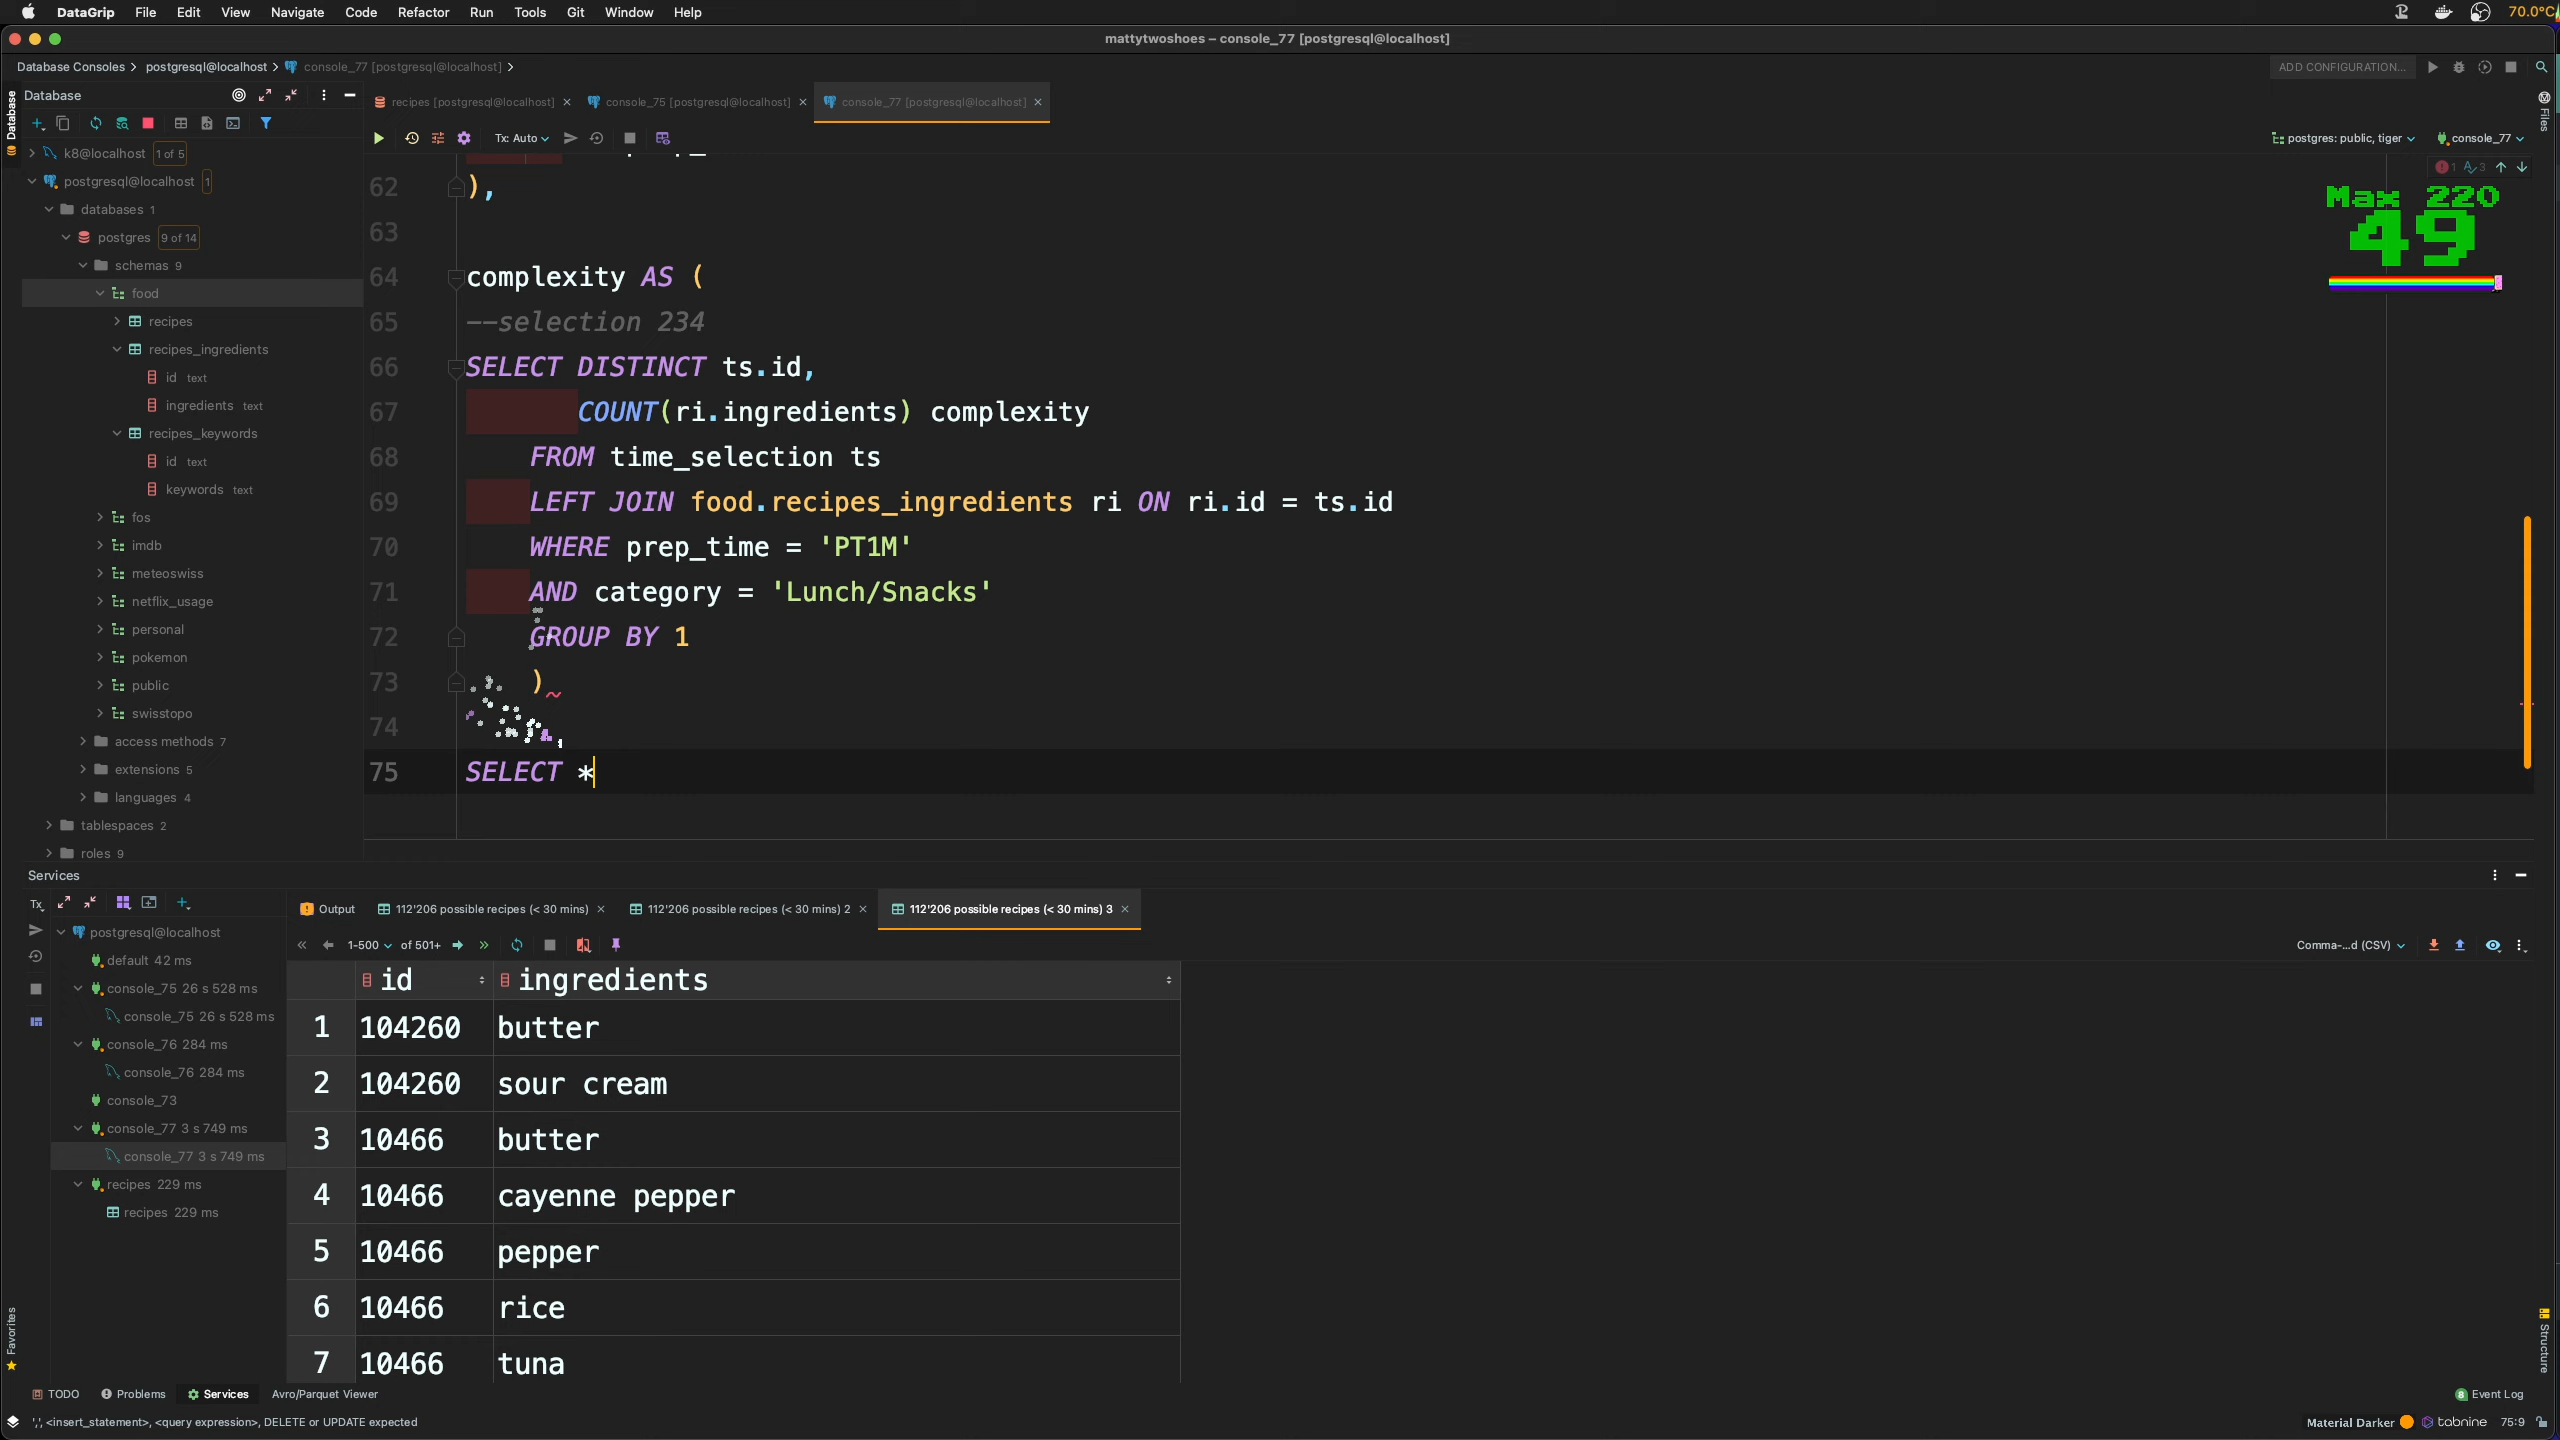 DataGrip File Edit View Navigate Code Refactor Run Tools Git Window Help 70.0°C
mattytwoshoes – console_77 [postgresql@localhost]
Database Consoles postgresql@localhost console_77 [postgresql@localhost] ADD CONFIGURATION...
Database
Database
k8@localhost 1 of 5
postgresql@localhost 1
databases 1
postgres 9 of 14
schemas 9
food
recipes
recipes_ingredients
id text
ingredients text
recipes_keywords
id text
keywords text
fos
imdb
meteoswiss
netflix_usage
personal
pokemon
public
swisstopo
access methods 7
extensions 5
languages 4
tablespaces 2
roles 9
recipes [postgresql@localhost] console_75 [postgresql@localhost] console_77 [postgresql@localhost]
Tx: Auto postgres: public, tiger console_77
Files
1 3
Max 220
49
62 ),
63
64 complexity AS (
65 --selection 234
66 SELECT DISTINCT ts.id,
67 COUNT(ri.ingredients) complexity
68 FROM time_selection ts
69 LEFT JOIN food.recipes_ingredients ri ON ri.id = ts.id
70 WHERE prep_time = 'PT1M'
71 AND category = 'Lunch/Snacks'
72 GROUP BY 1
73 )
74
75 SELECT *
Services
Tx
postgresql@localhost
default 42 ms
console_75 26 s 528 ms
console_75 26 s 528 ms
console_76 284 ms
console_76 284 ms
console_73
console_77 3 s 749 ms
console_77 3 s 749 ms
recipes 229 ms
recipes 229 ms
Output 112'206 possible recipes (< 30 mins) 112'206 possible recipes (< 30 mins) 2 112'206 possible recipes (< 30 mins) 3
1-500 of 501+ Comma-...d (CSV)
id ingredients
1 104260 butter
2 104260 sour cream
3 10466 butter
4 10466 cayenne pepper
5 10466 pepper
6 10466 rice
7 10466 tuna
Favorites
Structure
TODO Problems Services Avro/Parquet Viewer 8 Event Log
';', <insert_statement>, <query expression>, DELETE or UPDATE expected Material Darker tabnine 75:9